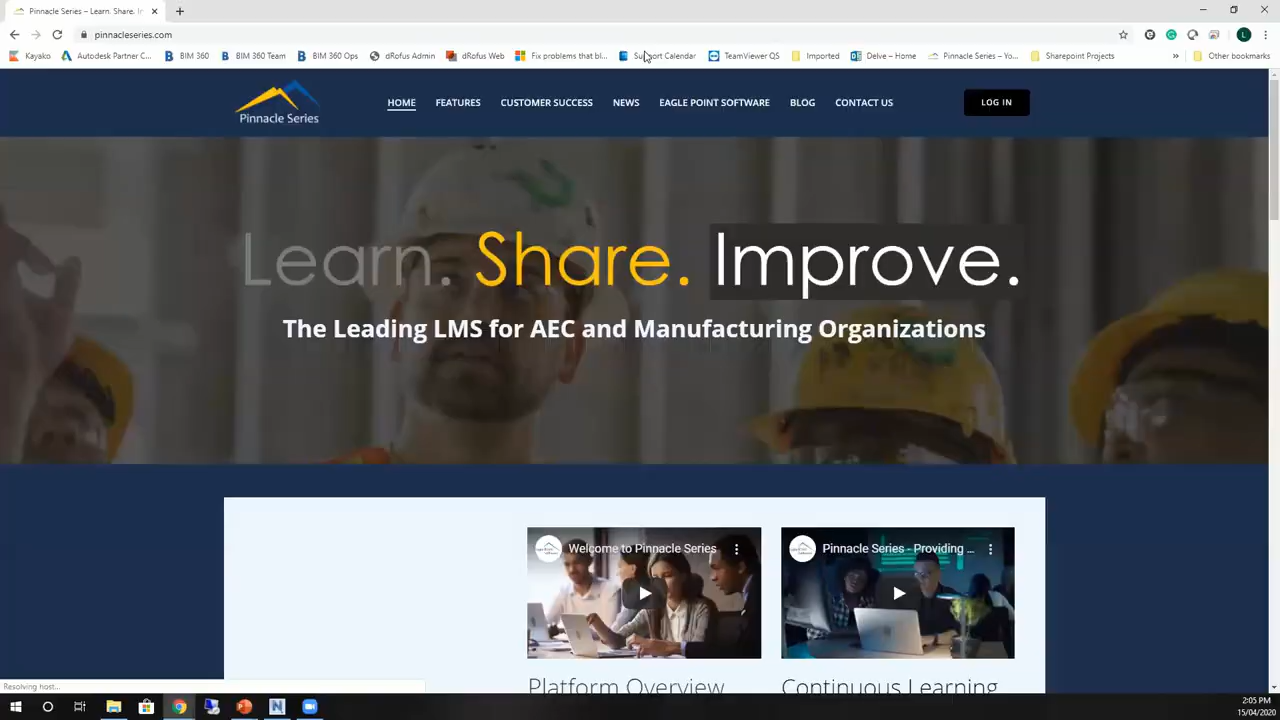 Pinnacle Series – Learn. Share. Ir
pinnacleseries.com
L
Kayako
Autodesk Partner C...
BIM 360
BIM 360 Team
BIM 360 Ops
dRofus Admin
dRofus Web
Fix problems that bl...
Support Calendar
TeamViewer QS
Imported
Delve – Home
Pinnacle Series – Yo...
Sharepoint Projects
»
Other bookmarks
Pinnacle Series
HOME
FEATURES
CUSTOMER SUCCESS
NEWS
EAGLE POINT SOFTWARE
BLOG
CONTACT US
LOG IN
Learn. Share. Improve.
The Leading LMS for AEC and Manufacturing Organizations
Welcome to Pinnacle Series
Pinnacle Series - Providing ...
Platform Overview
Continuous Learning
Resolving host...
2:05 PM
15/04/2020